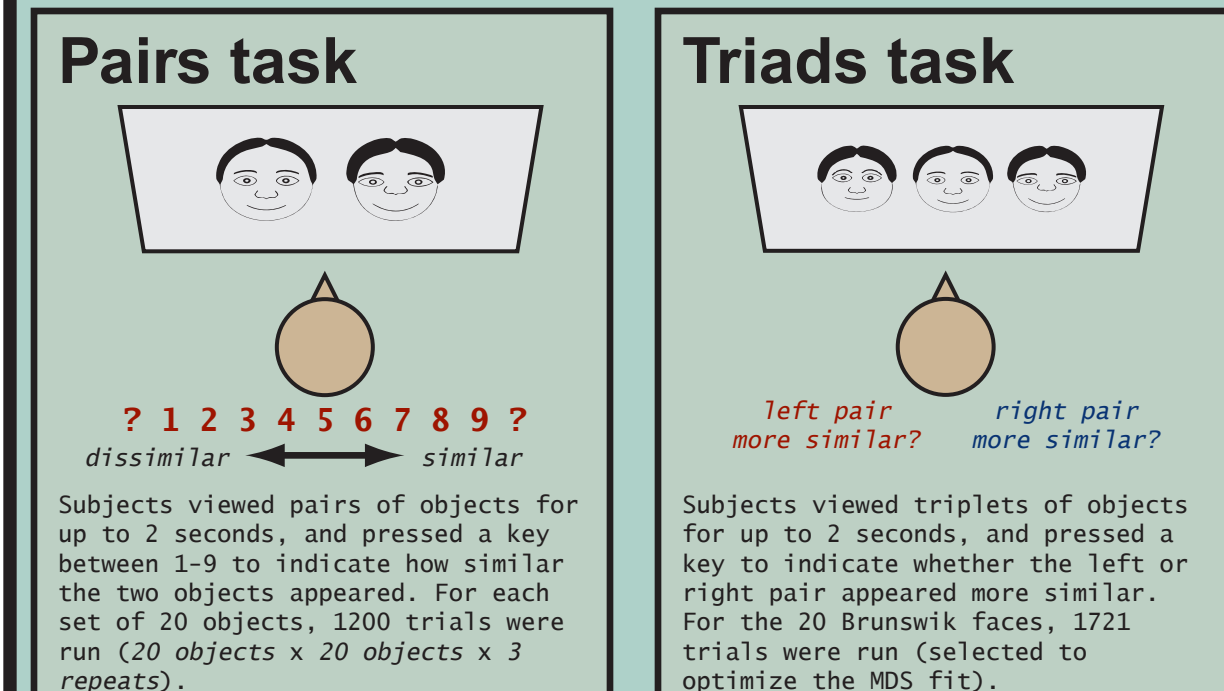 Pairs task
? 1 2 3 4 5 6 7 8 9 ?
dissimilar similar
Subjects viewed pairs of objects for
up to 2 seconds, and pressed a key
between 1-9 to indicate how similar
the two objects appeared. For each
set of 20 objects, 1200 trials were
run (20 objects x 20 objects x 3
repeats).
Triads task
left pair
more similar?
right pair
more similar?
Subjects viewed triplets of objects
for up to 2 seconds, and pressed a
key to indicate whether the left or
right pair appeared more similar.
For the 20 Brunswik faces, 1721
trials were run (selected to
optimize the MDS fit).